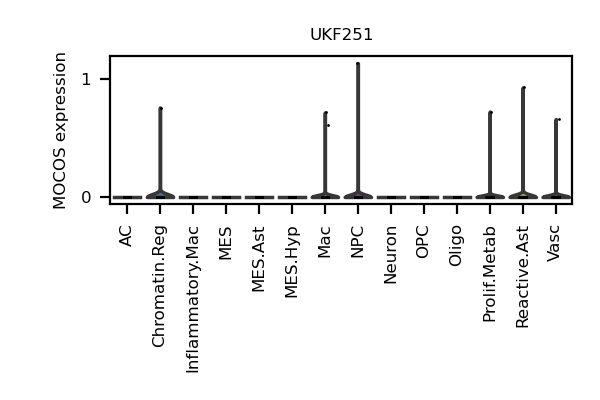 UKF251
MOCOS expression
1
0
AC
Chromatin.Reg
Inflammatory.Mac
MES
MES.Ast
MES.Hyp
Mac
NPC
Neuron
OPC
Oligo
Prolif.Metab
Reactive.Ast
Vasc